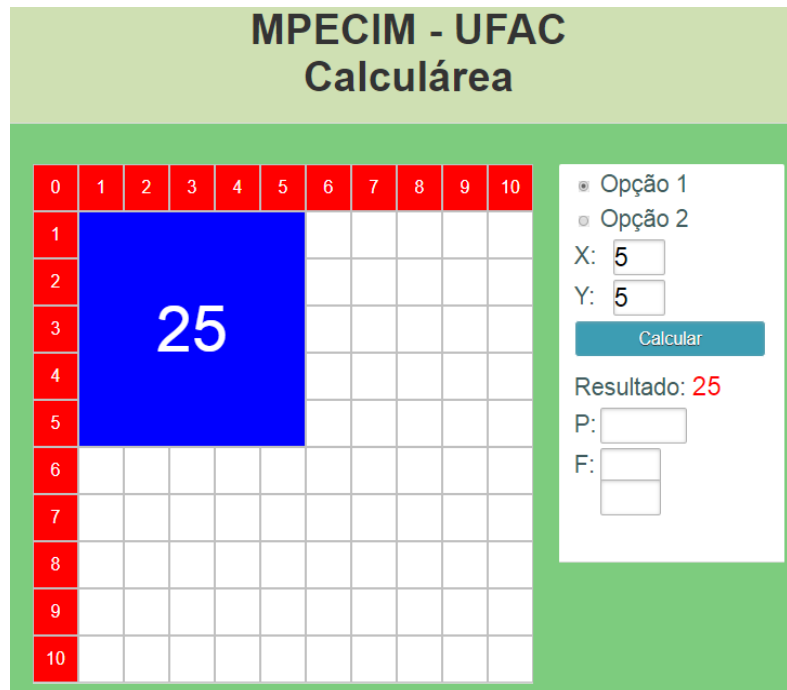 MPECIM - UFAC
Calculárea
0 1 2 3 4 5 6 7 8 9 10
1
2
3
4
5
6
7
8
9
10
25
Opção 1
Opção 2
X: 5
Y: 5
Calcular
Resultado: 25
P:
F: